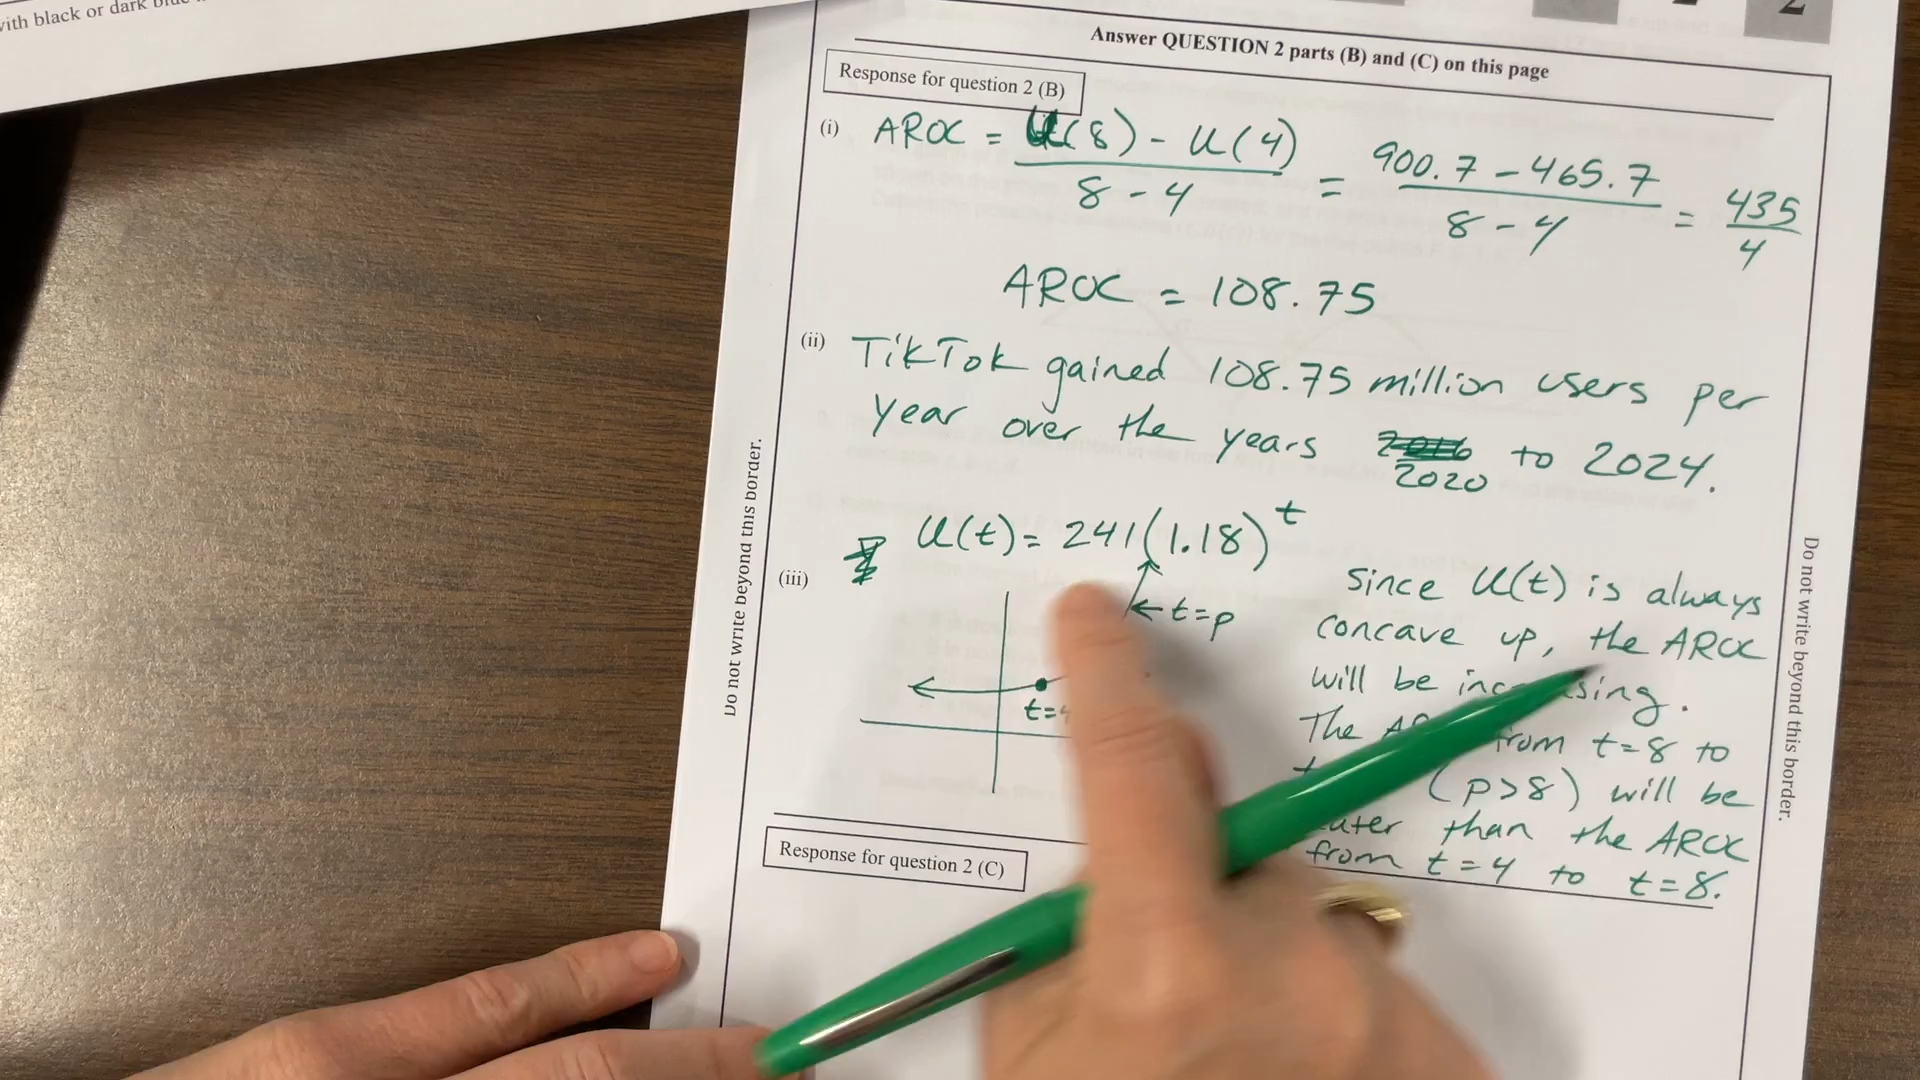 with black or dark blue
2
Answer QUESTION 2 parts (B) and (C) on this page
Response for question 2 (B)
(i) AROC = U(8) - U(4) / 8 - 4 = 900.7 - 465.7 / 8 - 4 = 435 / 4
AROC = 108.75
(ii) TikTok gained 108.75 million users per
year over the years 2016 to 2024.
2020
U(t) = 241(1.18)^t
(iii)
t=p
t=4
Since U(t) is always
concave up, the AROC
will be
The from t=8 to
(p>8) will be
than the AROC
from t=4 to t=8.
Response for question 2 (C)
Do not write beyond this border.
Do not write beyond this border.